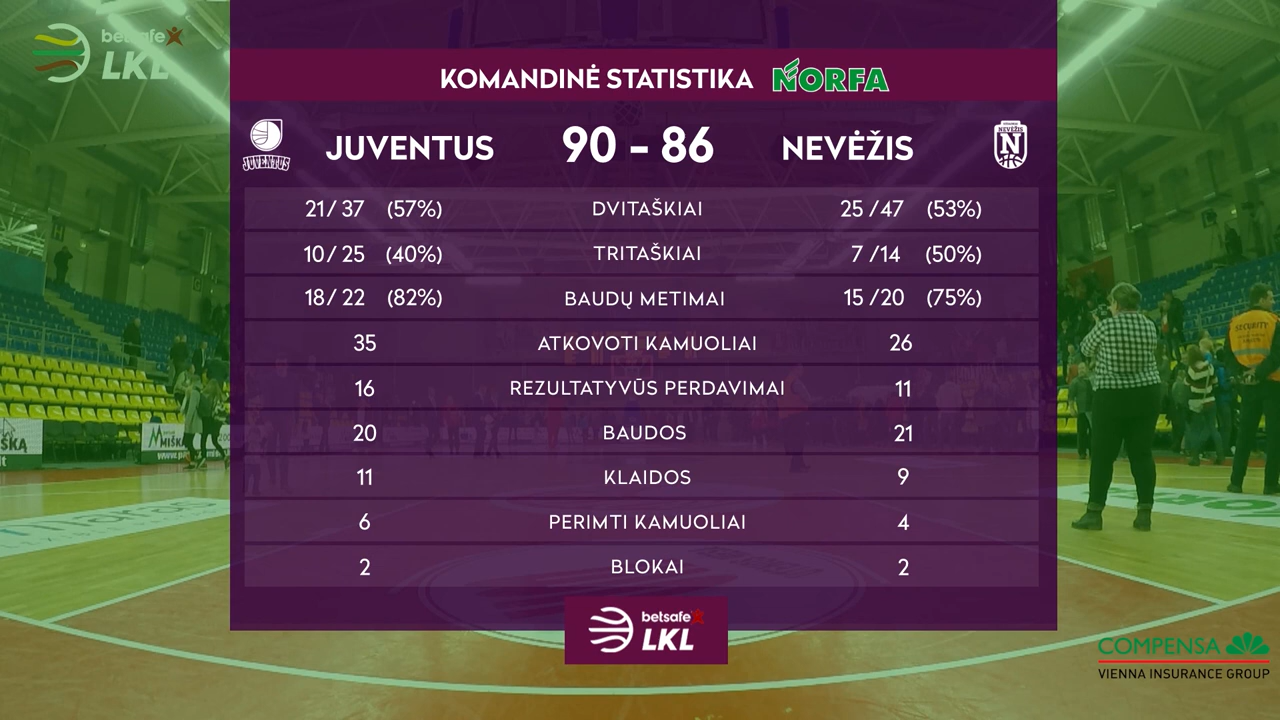 betsafe
LKL
KOMANDINĖ STATISTIKA NORFA
JUVENTUS
JUVENTUS 90 - 86 NEVĖŽIS
NEVĖŽIS
N
21/ 37 (57%) DVITAŠKIAI 25 /47 (53%)
10/ 25 (40%) TRITAŠKIAI 7 /14 (50%)
18/ 22 (82%) BAUDŲ METIMAI 15 /20 (75%)
35 ATKOVOTI KAMUOLIAI 26
16 REZULTATYVŪS PERDAVIMAI 11
20 BAUDOS 21
11 KLAIDOS 9
6 PERIMTI KAMUOLIAI 4
2 BLOKAI 2
SECURITY
MIŠKA
betsafe
LKL
COMPENSA
VIENNA INSURANCE GROUP